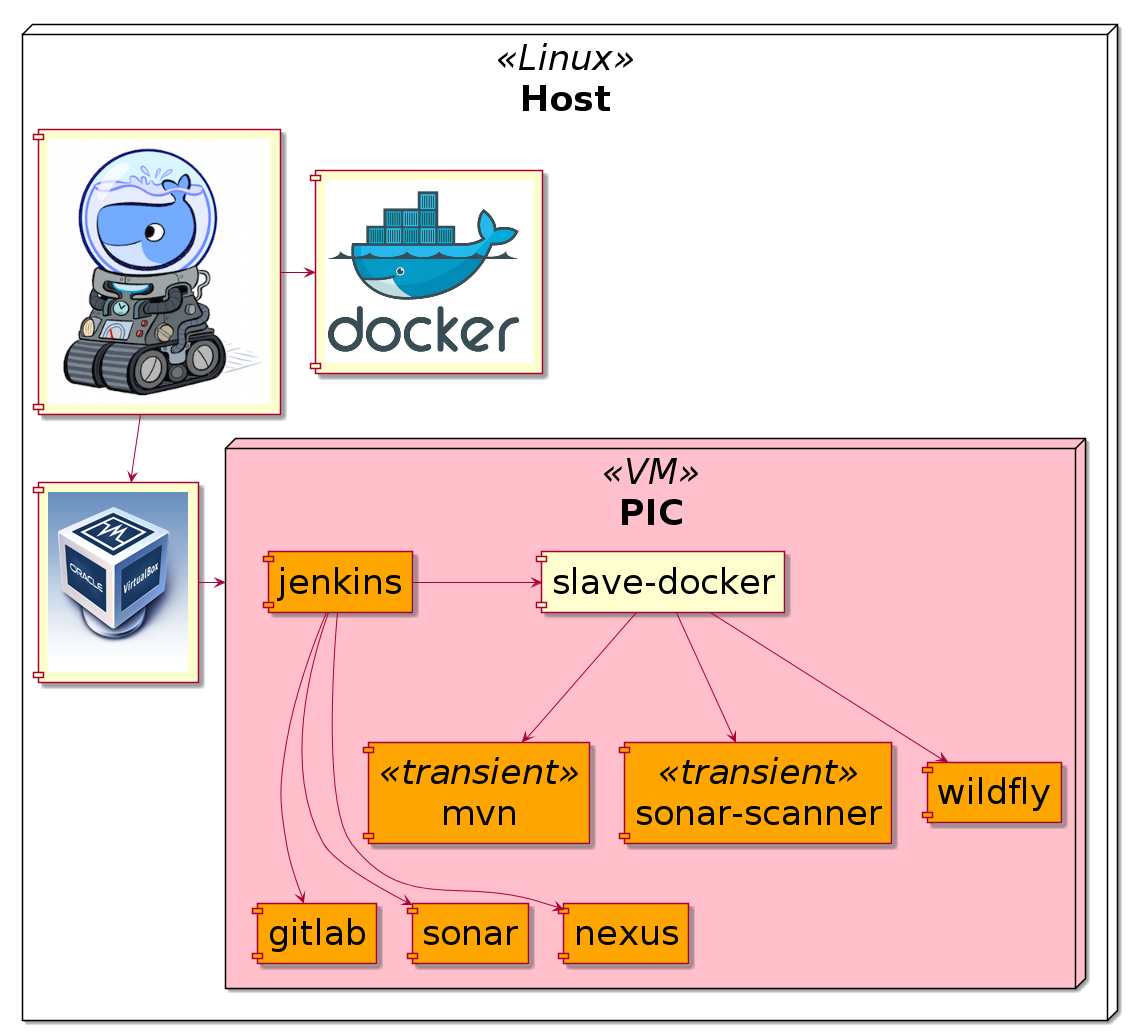 «Linux»
Host
docker
«VM»
PIC
ORACLE
VirtualBox
jenkins
slave-docker
«transient»
mvn
«transient»
sonar-scanner
wildfly
gitlab
sonar
nexus